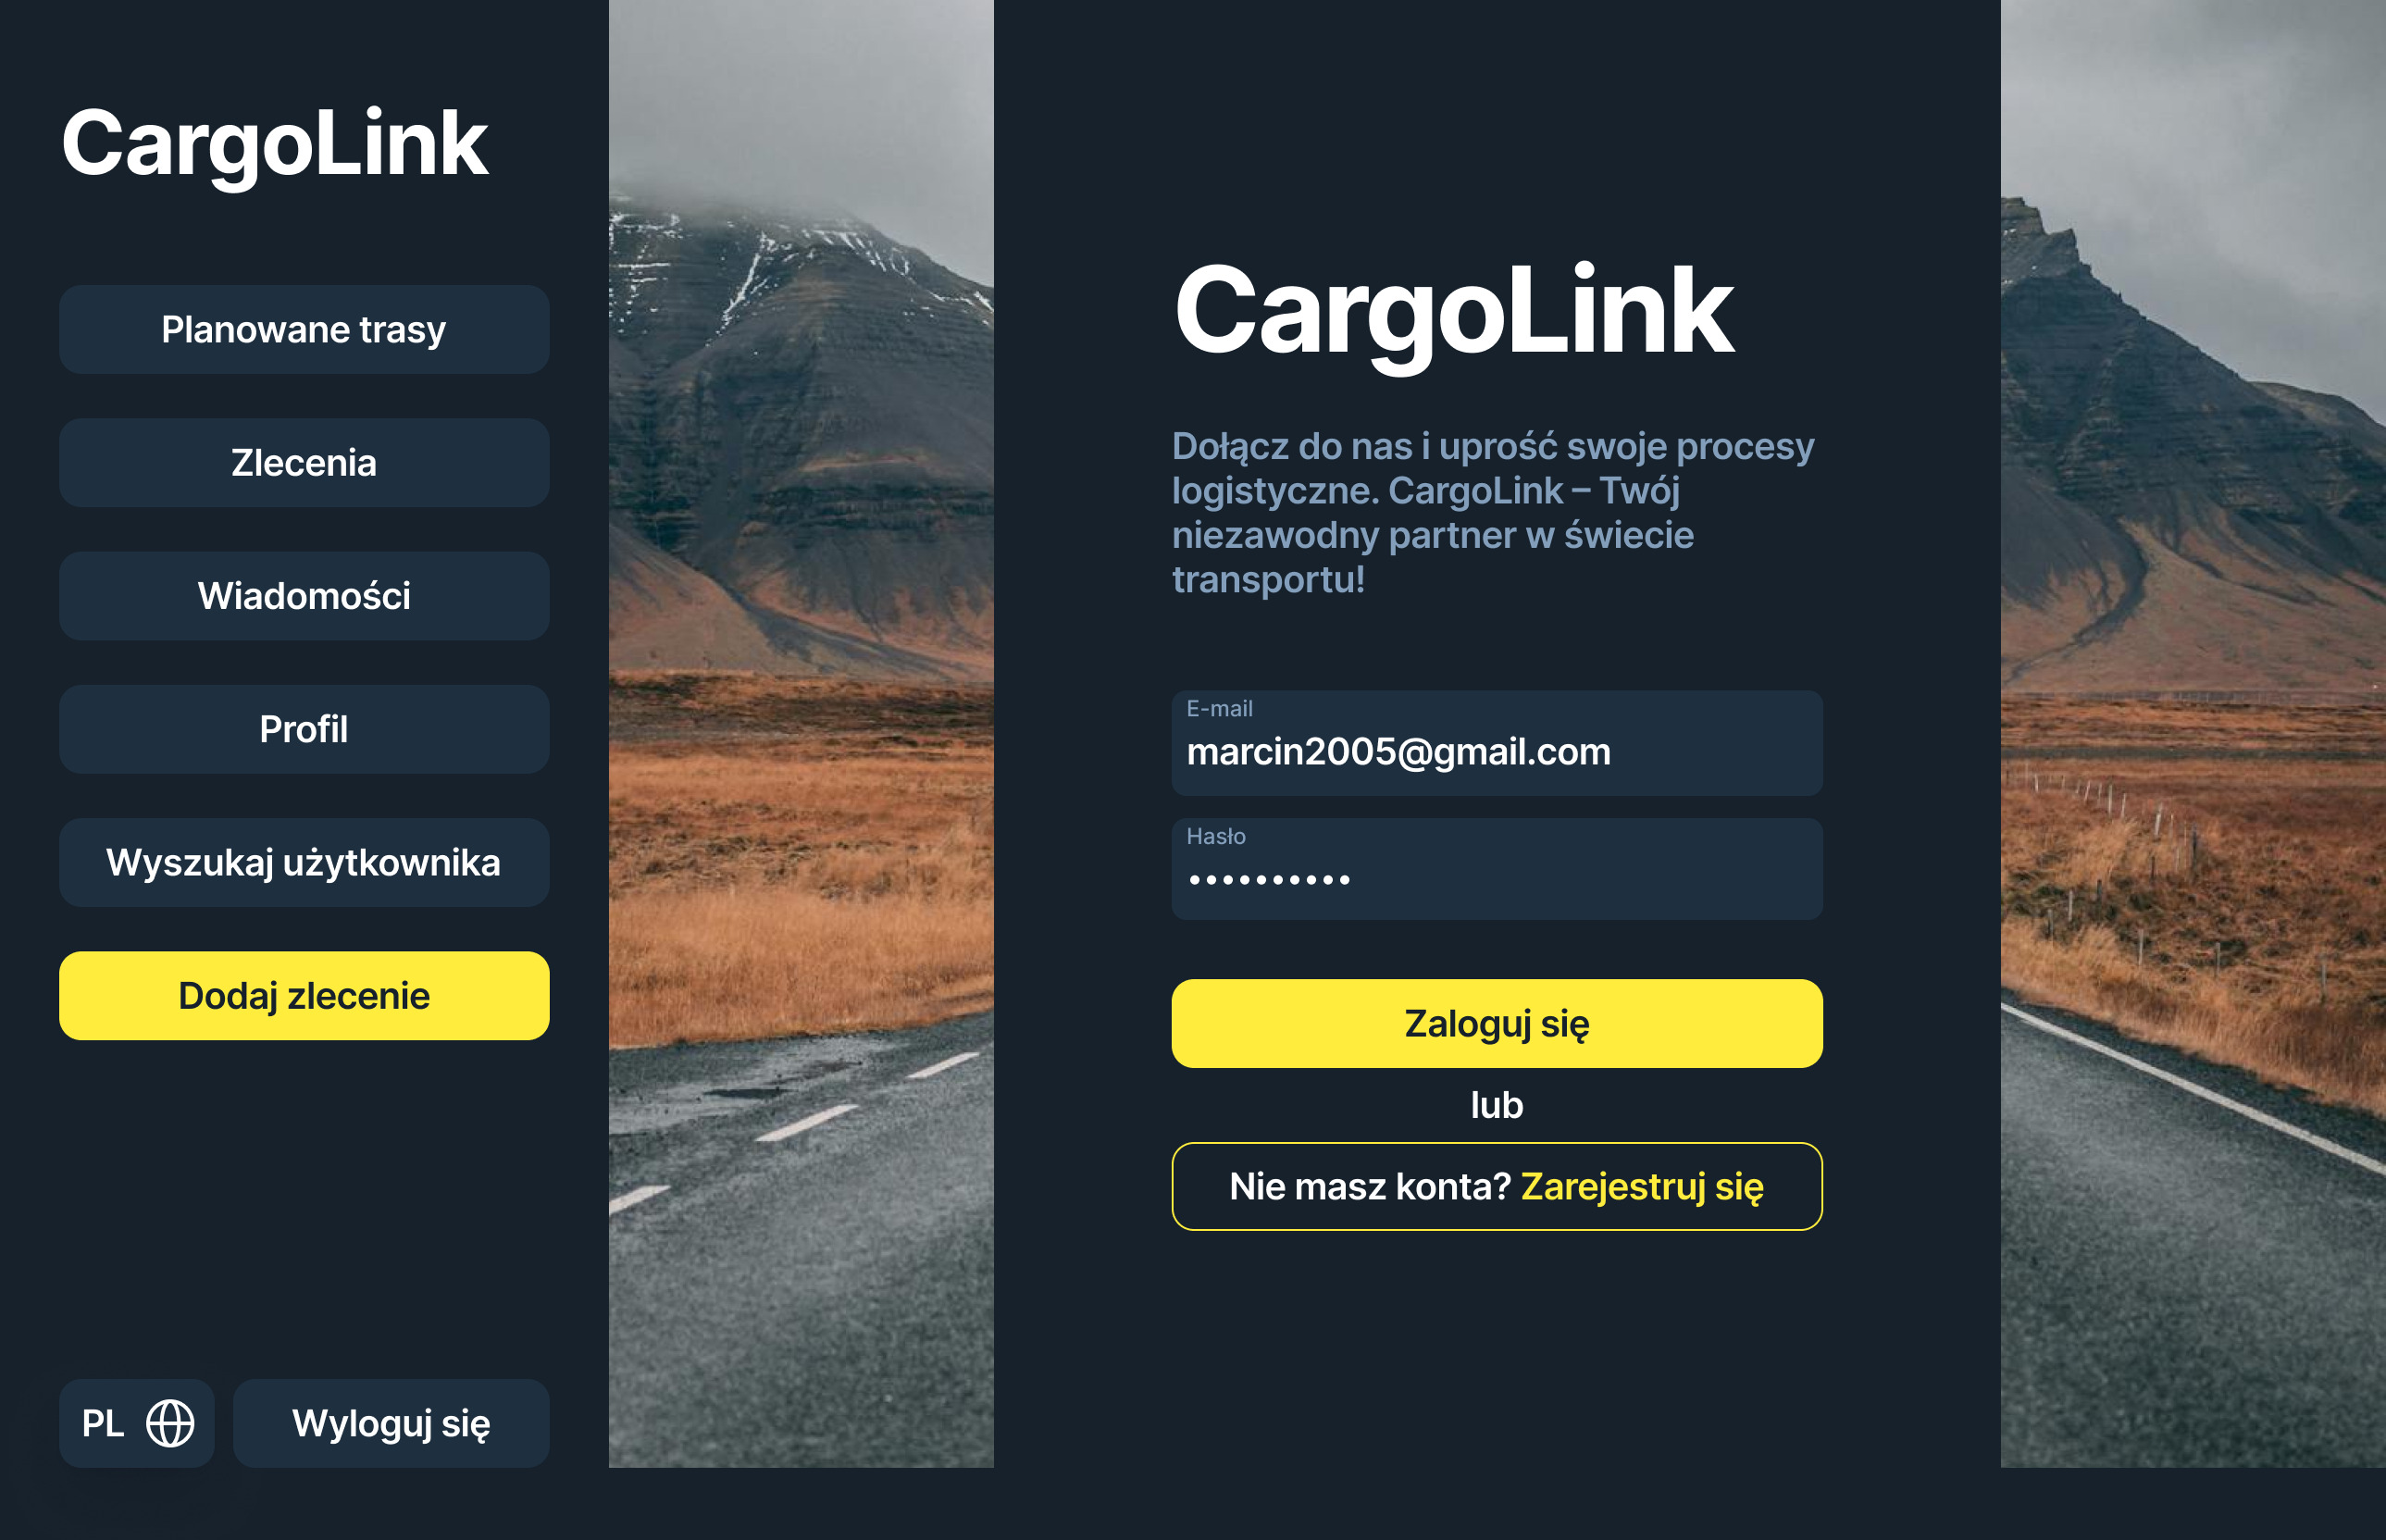 CargoLink
Planowane trasy
Zlecenia
Wiadomości
Profil
Wyszukaj użytkownika
Dodaj zlecenie
PL
Wyloguj się
CargoLink
Dołącz do nas i uprość swoje procesy
logistyczne. CargoLink – Twój
niezawodny partner w świecie
transportu!
E-mail
marcin2005@gmail.com
Hasło
••••••••••
Zaloguj się
lub
Nie masz konta? Zarejestruj się